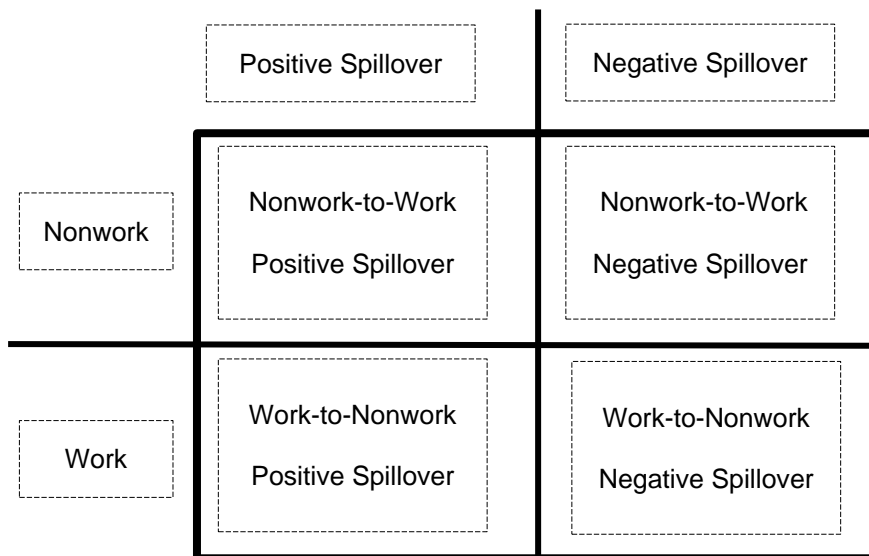 Positive Spillover
Negative Spillover
Nonwork
Nonwork-to-Work
Positive Spillover
Nonwork-to-Work
Negative Spillover
Work
Work-to-Nonwork
Positive Spillover
Work-to-Nonwork
Negative Spillover